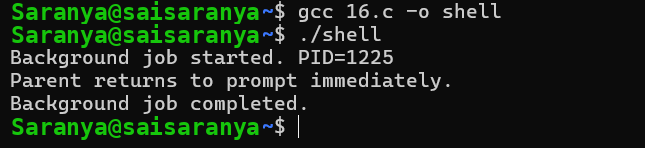 Saranya@saisaranya:~$ gcc 16.c -o shell
Saranya@saisaranya:~$ ./shell
Background job started. PID=1225
Parent returns to prompt immediately.
Background job completed.
Saranya@saisaranya:~$